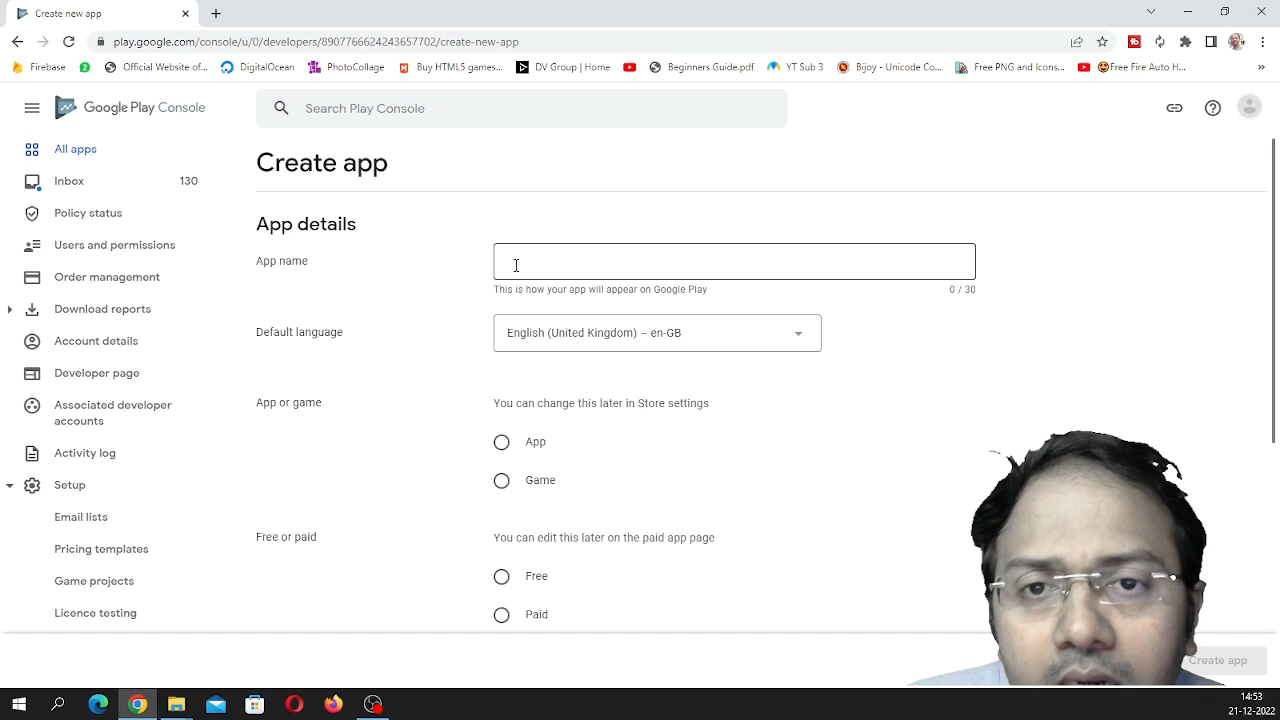 Create new app
play.google.com/console/u/0/developers/8907766624243657702/create-new-app
Firebase
Official Website of...
DigitalOcean
PhotoCollage
Buy HTML5 games...
DV Group | Home
Beginners Guide.pdf
YT Sub 3
Bijoy - Unicode Co...
Free PNG and Icons...
Free Fire Auto H...
Google Play Console
Search Play Console
All apps
Inbox 130
Policy status
Users and permissions
Order management
Download reports
Account details
Developer page
Associated developer
accounts
Activity log
Setup
Email lists
Pricing templates
Game projects
Licence testing
Create app
App details
App name
This is how your app will appear on Google Play 0 / 30
Default language
English (United Kingdom) – en-GB
App or game
You can change this later in Store settings
App
Game
Free or paid
You can edit this later on the paid app page
Free
Paid
Create app
14:53
21-12-2022